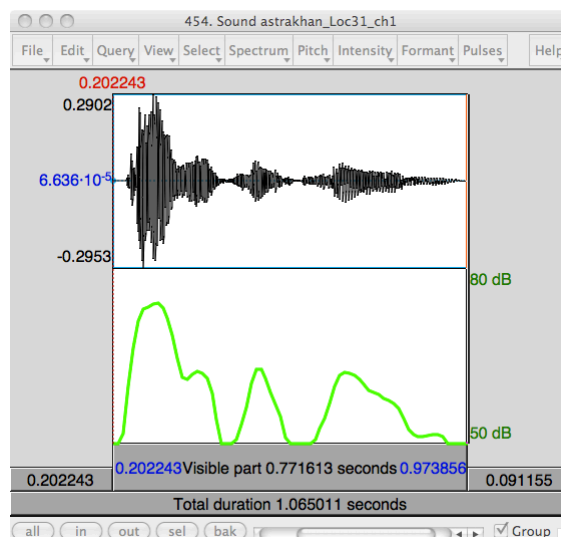 454. Sound astrakhan_Loc31_ch1
File Edit Query View Select Spectrum Pitch Intensity Formant Pulses Help
0.202243
0.2902
6.636·10⁻⁵
-0.2953
80 dB
50 dB
0.202243 Visible part 0.771613 seconds 0.973856
0.202243 0.091155
Total duration 1.065011 seconds
all in out sel bak Group